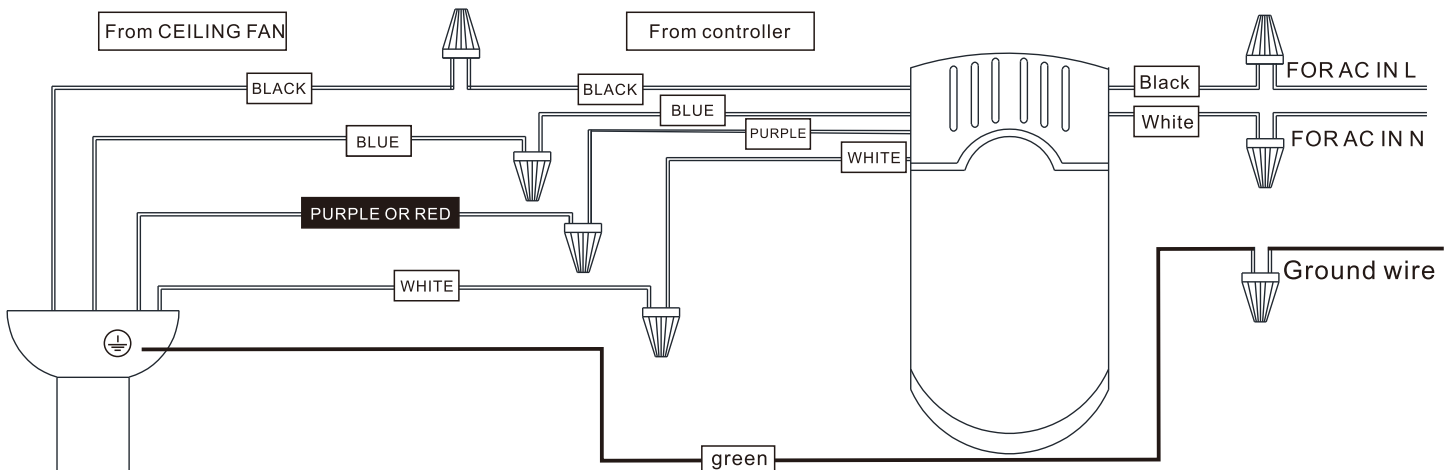 From CEILING FAN
From controller
BLACK
BLACK
Black
FOR AC IN L
BLUE
BLUE
PURPLE
White
FOR AC IN N
WHITE
PURPLE OR RED
WHITE
Ground wire
green